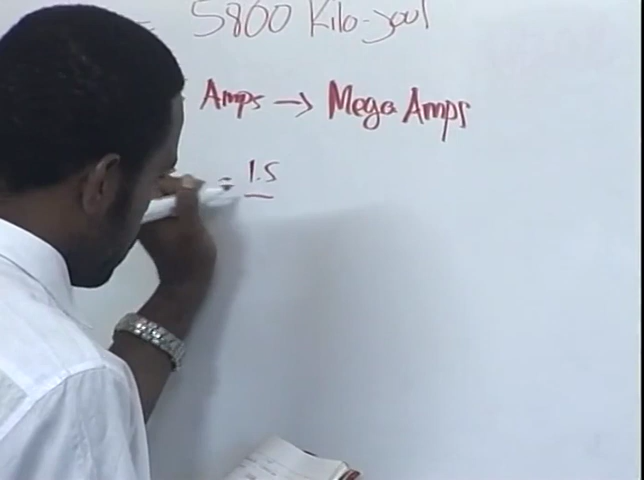 = 5800 Kilo-joul
Amps → Mega Amps
= 1.5